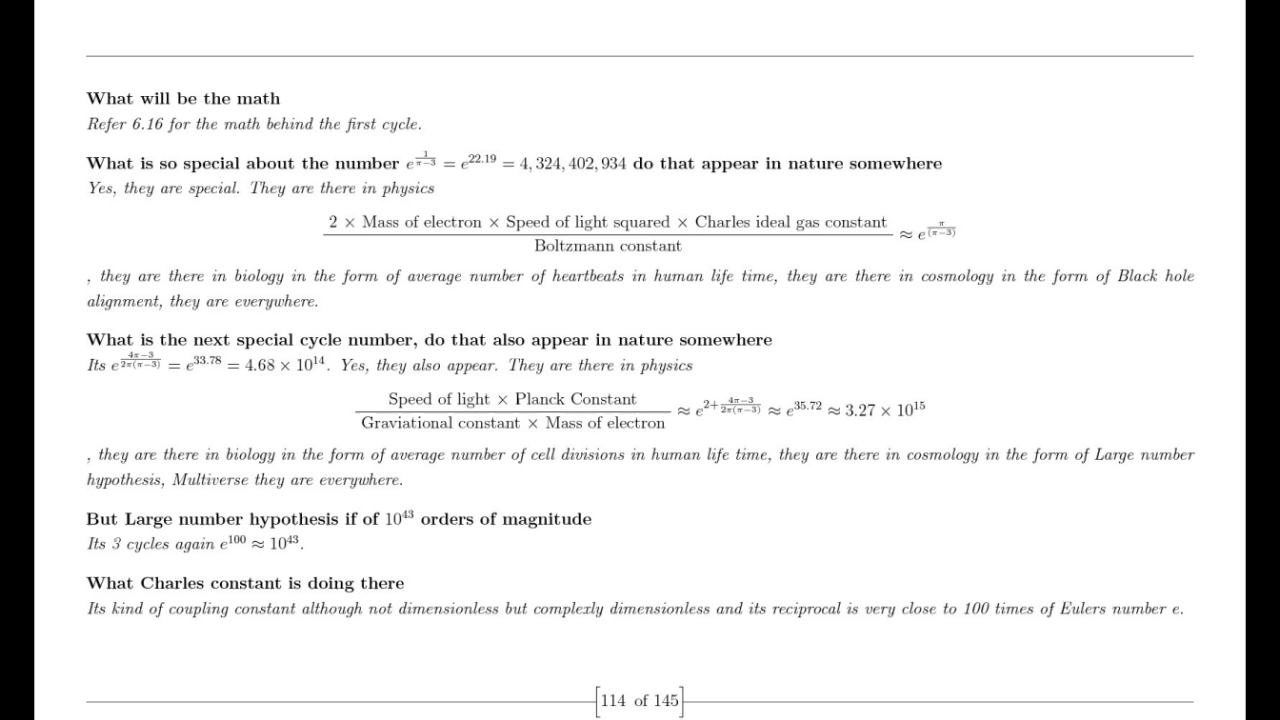 What will be the math
Refer 6.16 for the math behind the first cycle.
What is so special about the number e^{\frac{1}{π−3}} = e^{22.19} = 4, 324, 402, 934 do that appear in nature somewhere
Yes, they are special. They are there in physics
\frac{2 × Mass of electron × Speed of light squared × Charles ideal gas constant}{Boltzmann constant} ≈ e^{\frac{π}{(π−3)}}
, they are there in biology in the form of average number of heartbeats in human life time, they are there in cosmology in the form of Black hole
alignment, they are everywhere.
What is the next special cycle number, do that also appear in nature somewhere
Its e^{\frac{4π−3}{2π(π−3)}} = e^{33.78} = 4.68 × 10^{14}. Yes, they also appear. They are there in physics
\frac{Speed of light × Planck Constant}{Graviational constant × Mass of electron} ≈ e^{2+\frac{4π−3}{2π(π−3)}} ≈ e^{35.72} ≈ 3.27 × 10^{15}
, they are there in biology in the form of average number of cell divisions in human life time, they are there in cosmology in the form of Large number
hypothesis, Multiverse they are everywhere.
But Large number hypothesis if of 10^{43} orders of magnitude
Its 3 cycles again e^{100} ≈ 10^{43}.
What Charles constant is doing there
Its kind of coupling constant although not dimensionless but complexly dimensionless and its reciprocal is very close to 100 times of Eulers number e.
[114 of 145]